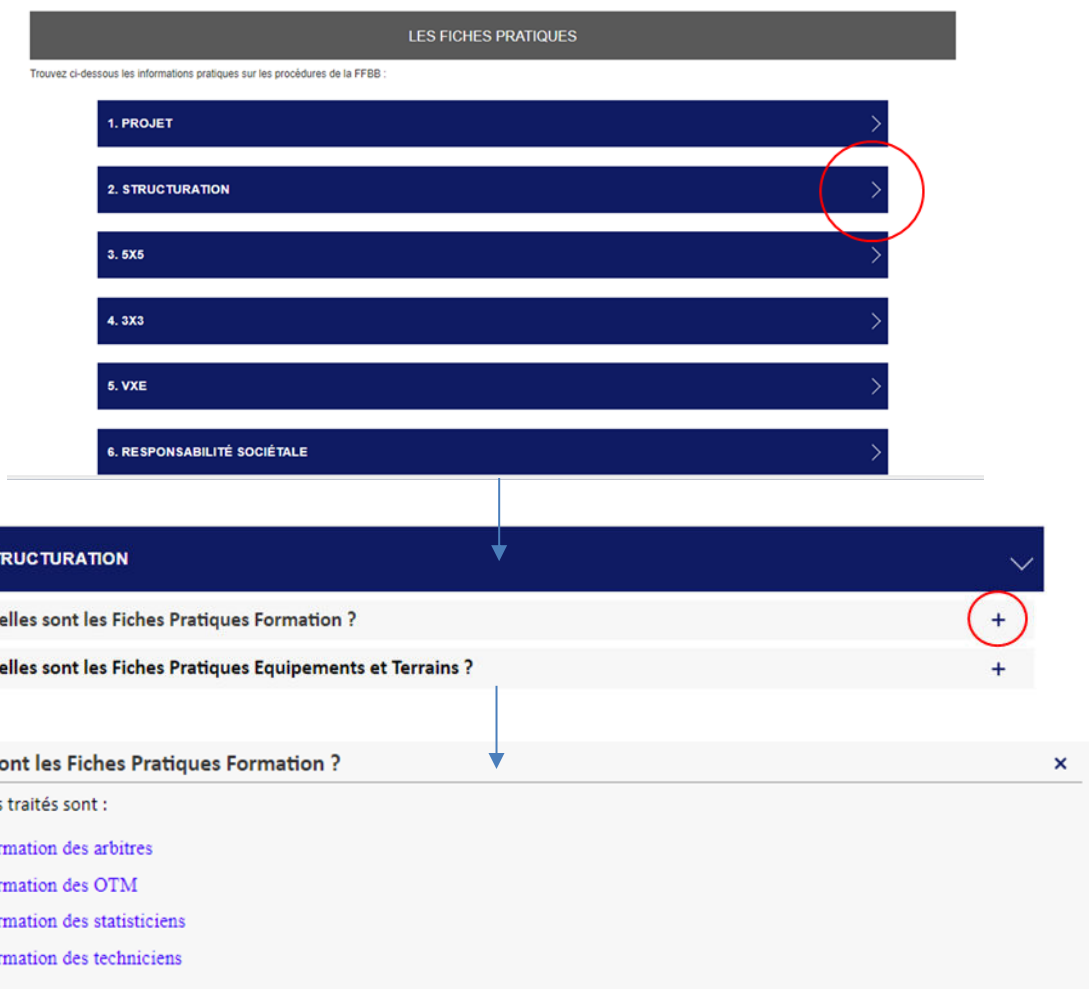 LES FICHES PRATIQUES
Trouvez ci-dessous les informations pratiques sur les procédures de la FFBB :
1. PROJET
2. STRUCTURATION
3. 5X5
4. 3X3
5. VXE
6. RESPONSABILITÉ SOCIÉTALE
TRUCTURATION
elles sont les Fiches Pratiques Formation ?
elles sont les Fiches Pratiques Equipements et Terrains ?
ont les Fiches Pratiques Formation ?
s traités sont :
rmation des arbitres
rmation des OTM
rmation des statisticiens
rmation des techniciens